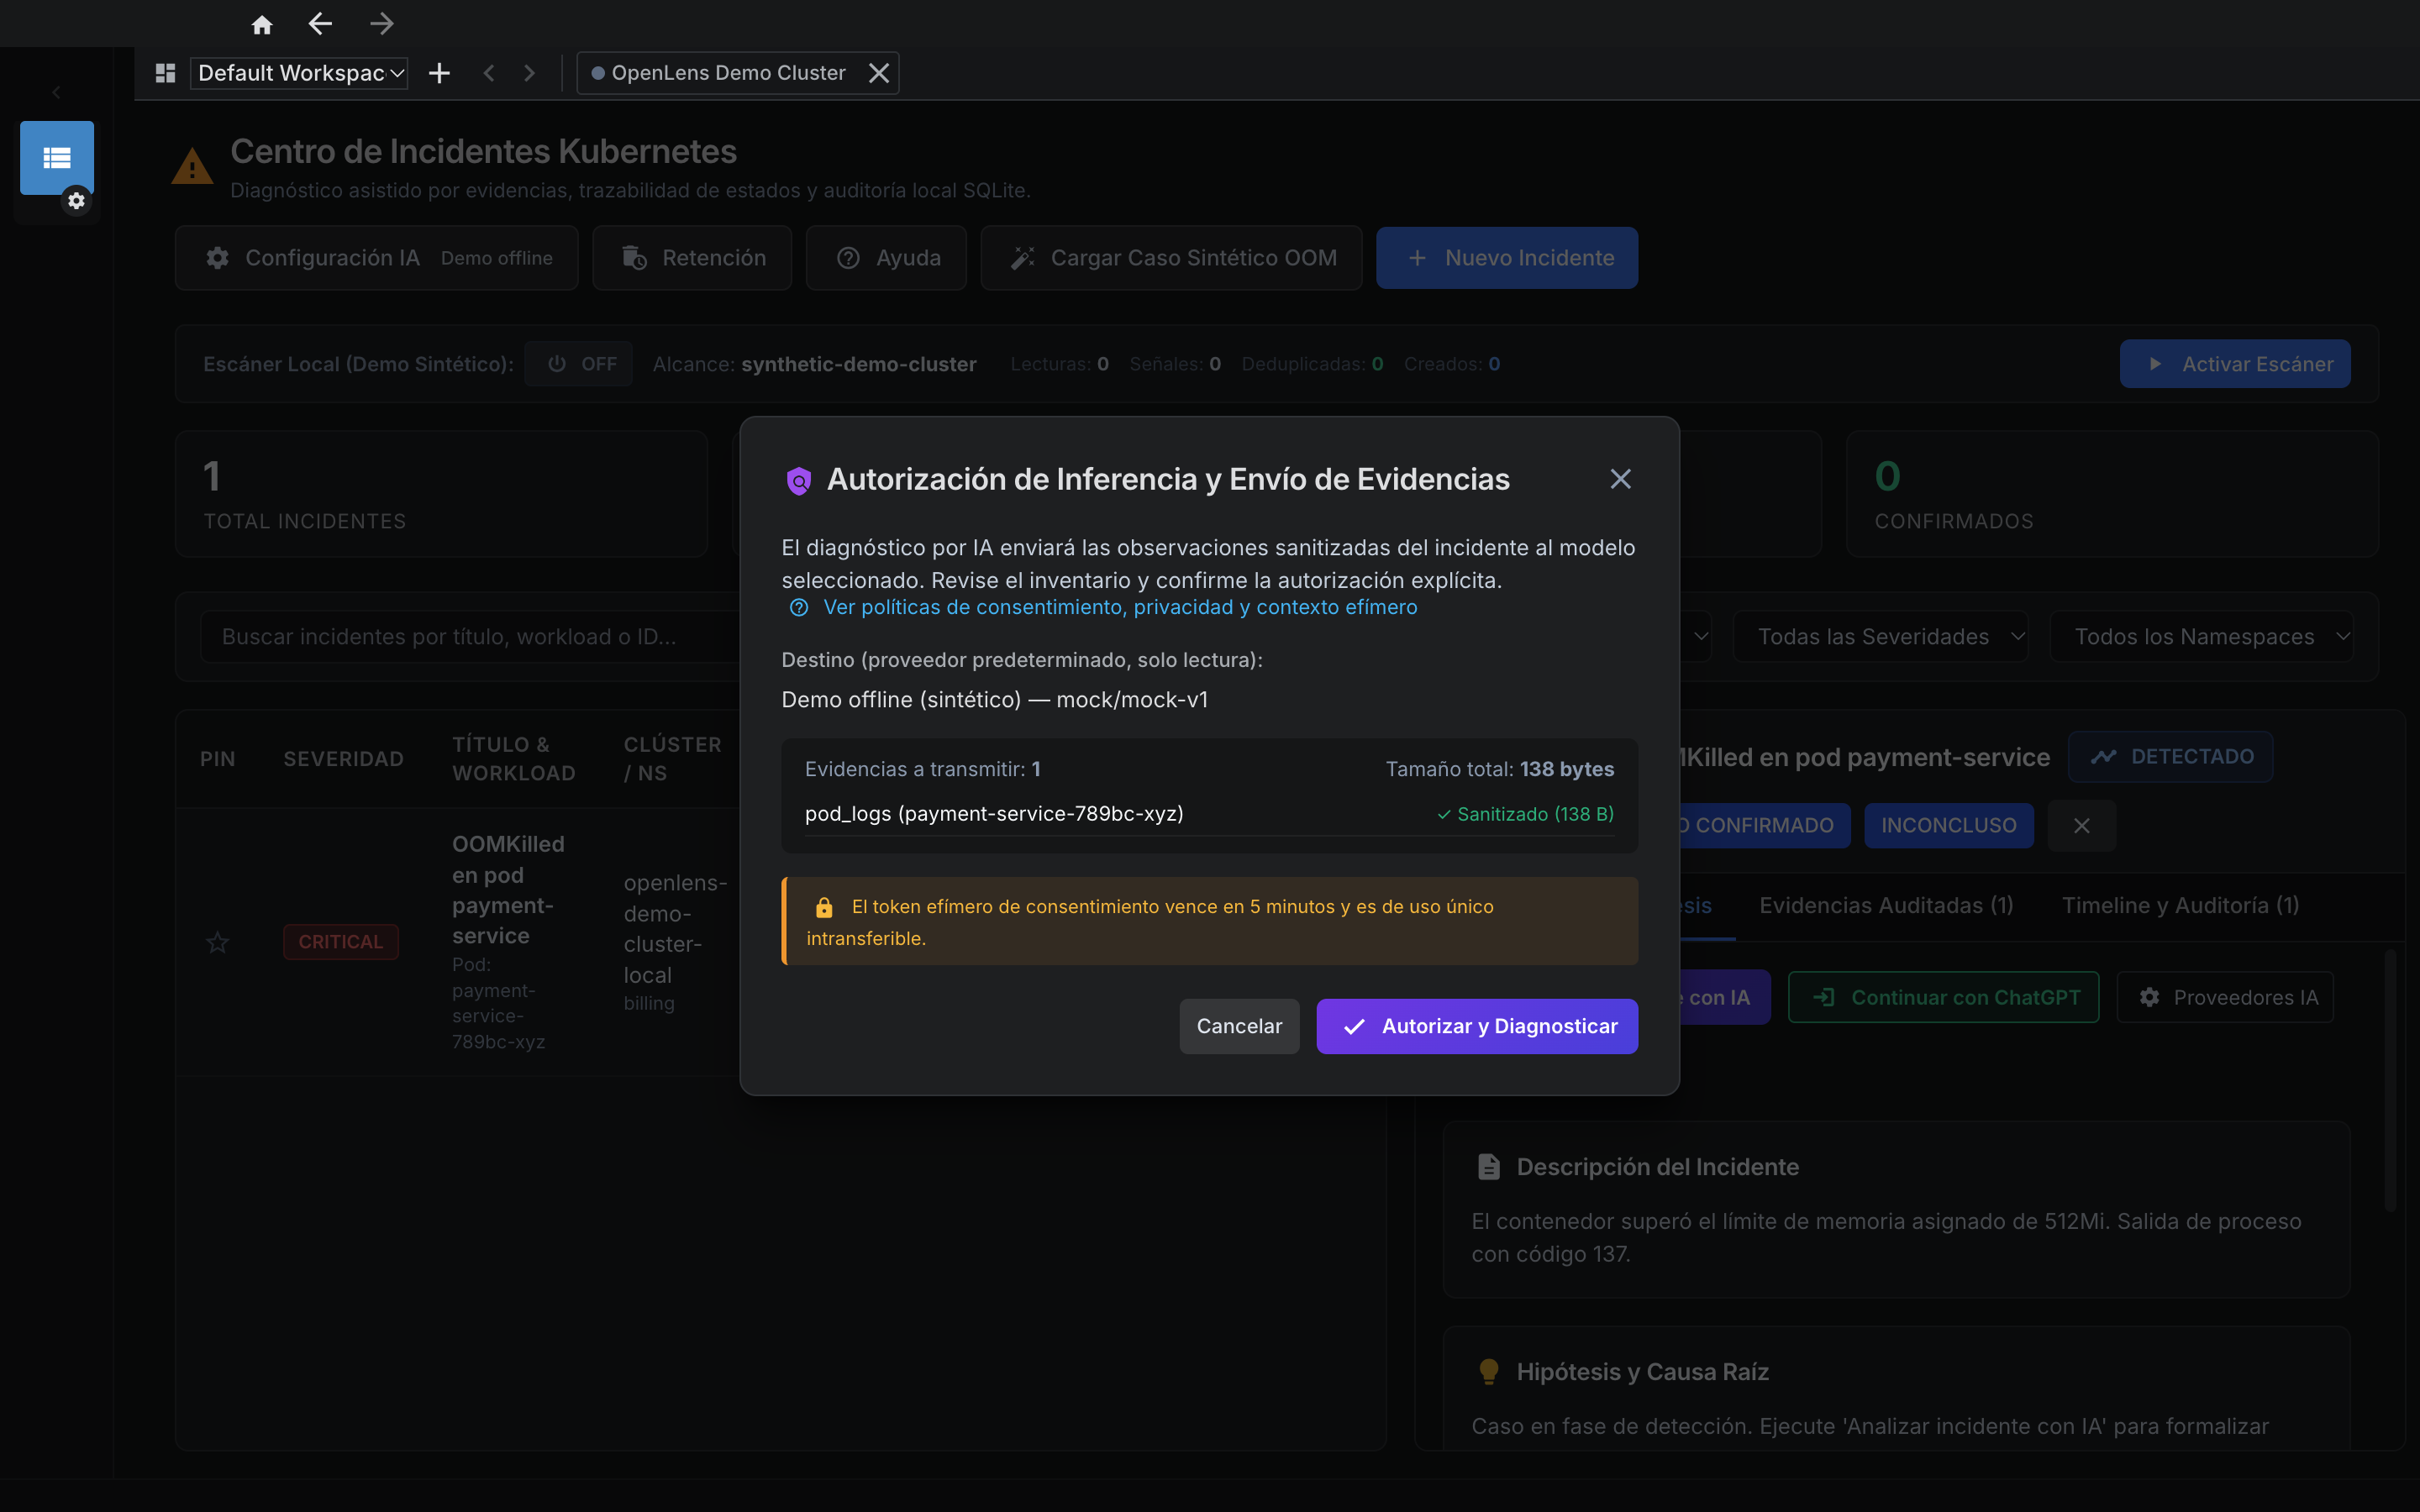 Default Workspac
OpenLens Demo Cluster
Centro de Incidentes Kubernetes
Diagnóstico asistido por evidencias, trazabilidad de estados y auditoría local SQLite.
Configuración IA Demo offline
Retención
Ayuda
Cargar Caso Sintético OOM
Nuevo Incidente
Escáner Local (Demo Sintético): OFF Alcance: synthetic-demo-cluster Lecturas: 0 Señales: 0 Deduplicadas: 0 Creados: 0
Activar Escáner
1
TOTAL INCIDENTES
0
CONFIRMADOS
Buscar incidentes por título, workload o ID...
Todas las Severidades
Todos los Namespaces
PIN
SEVERIDAD
TÍTULO &
WORKLOAD
CLÚSTER
/ NS
CRITICAL
OOMKilled
en pod
payment-
service
Pod:
payment-
service-
789bc-xyz
openlens-
demo-
cluster-
local
billing
Autorización de Inferencia y Envío de Evidencias
El diagnóstico por IA enviará las observaciones sanitizadas del incidente al modelo
seleccionado. Revise el inventario y confirme la autorización explícita.
Ver políticas de consentimiento, privacidad y contexto efímero
Destino (proveedor predeterminado, solo lectura):
Demo offline (sintético) — mock/mock-v1
Evidencias a transmitir: 1
Tamaño total: 138 bytes
pod_logs (payment-service-789bc-xyz)
Sanitizado (138 B)
El token efímero de consentimiento vence en 5 minutos y es de uso único
intransferible.
Cancelar
Autorizar y Diagnosticar
Killed en pod payment-service
DETECTADO
CONFIRMADO
INCONCLUSO
sis
Evidencias Auditadas (1)
Timeline y Auditoría (1)
con IA
Continuar con ChatGPT
Proveedores IA
Descripción del Incidente
El contenedor superó el límite de memoria asignado de 512Mi. Salida de proceso
con código 137.
Hipótesis y Causa Raíz
Caso en fase de detección. Ejecute 'Analizar incidente con IA' para formalizar